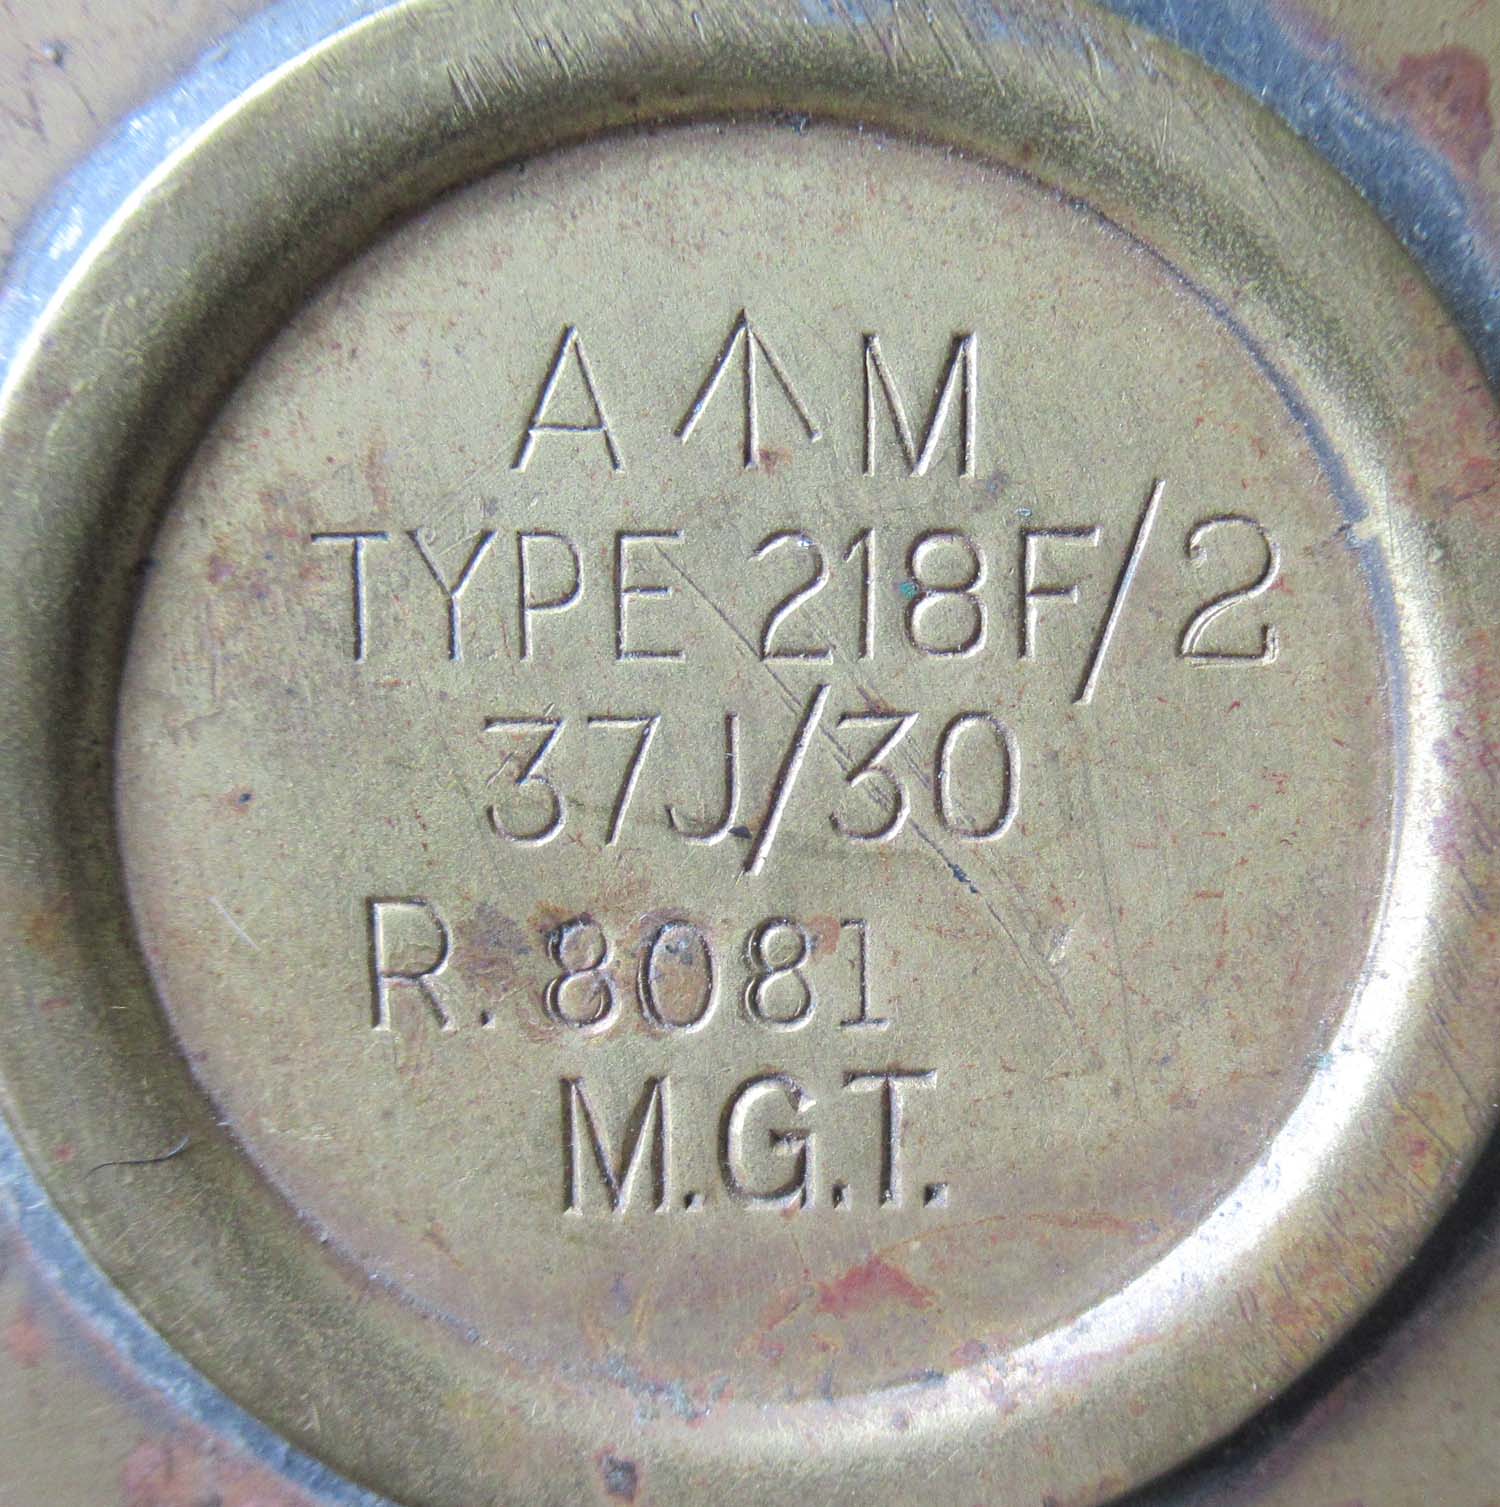 A ↑ M
TYPE 218F/2
37J/30
R. 8081
M.G.T.